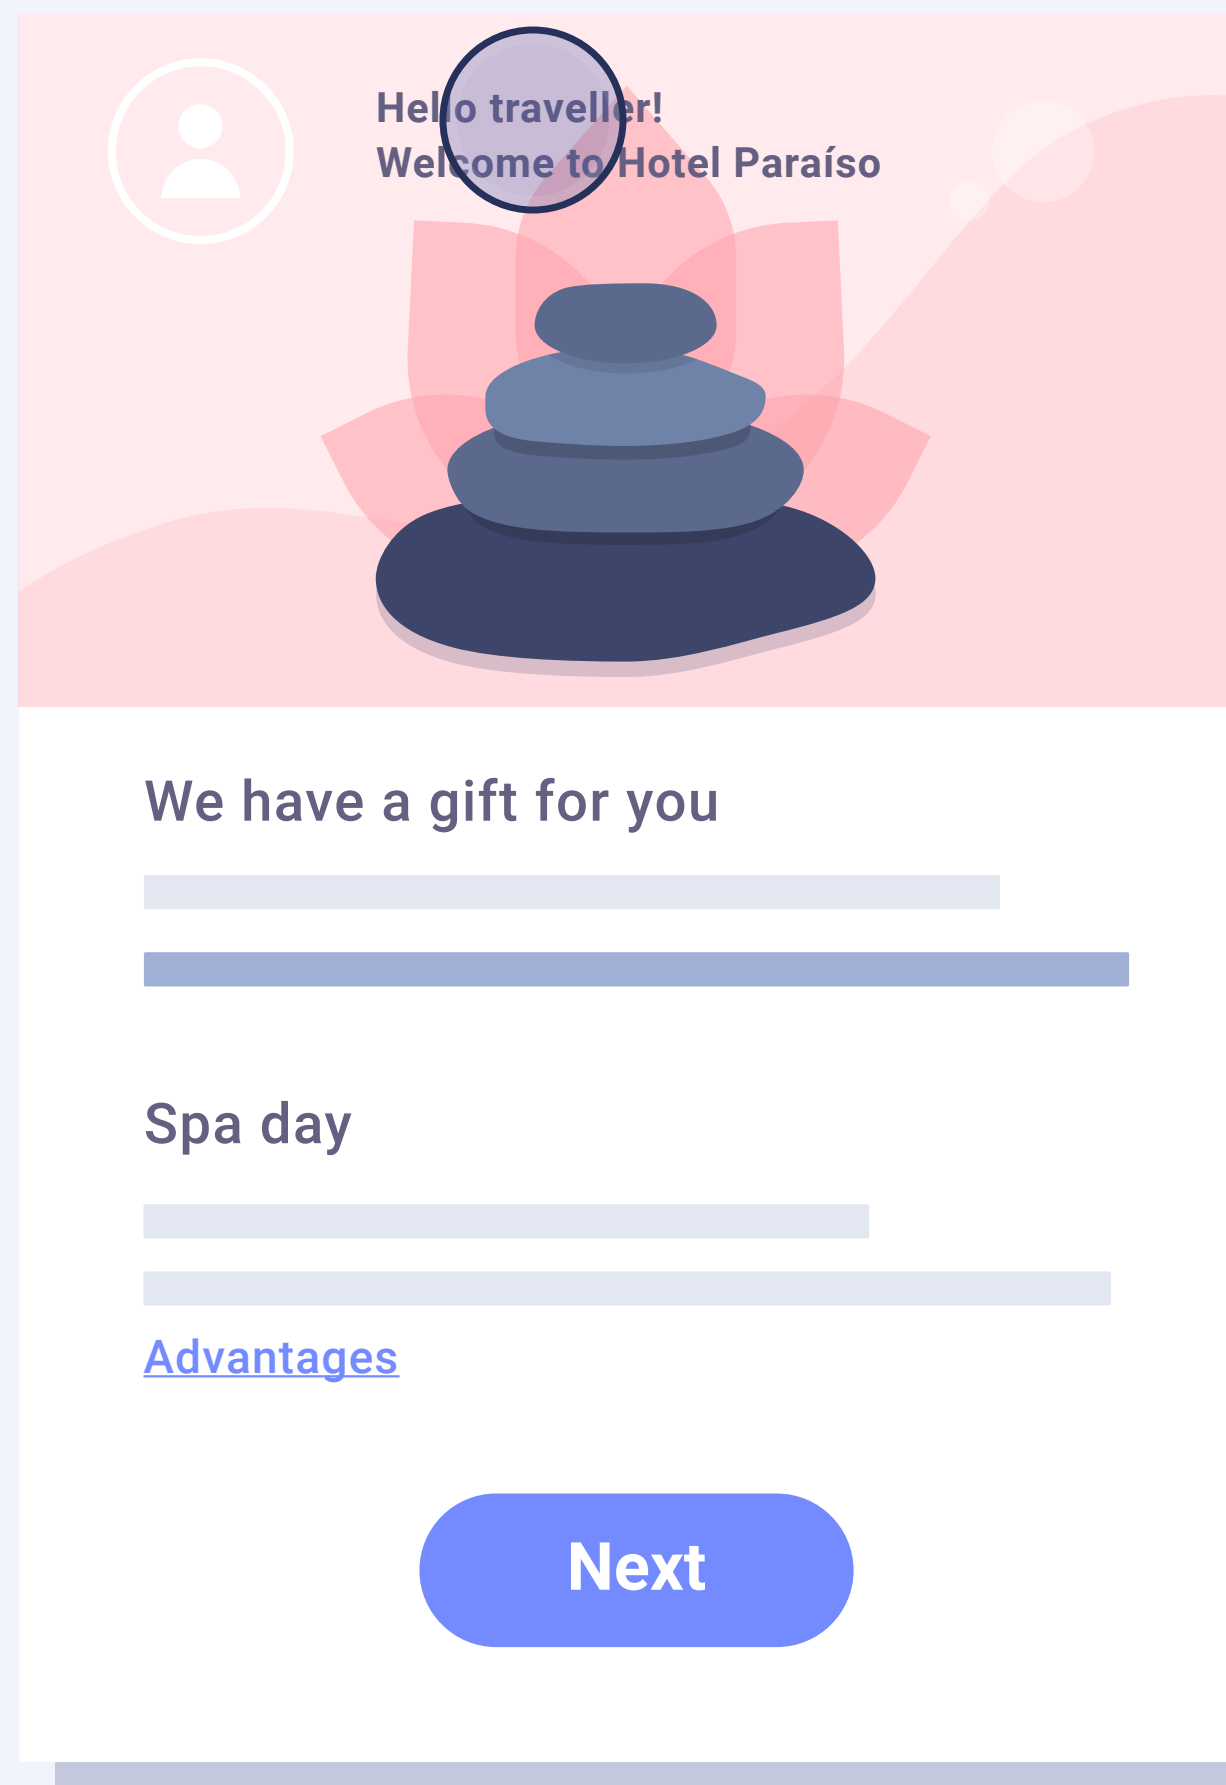 Hello traveller!
Welcome to Hotel Paraíso
We have a gift for you
Spa day
Advantages
Next